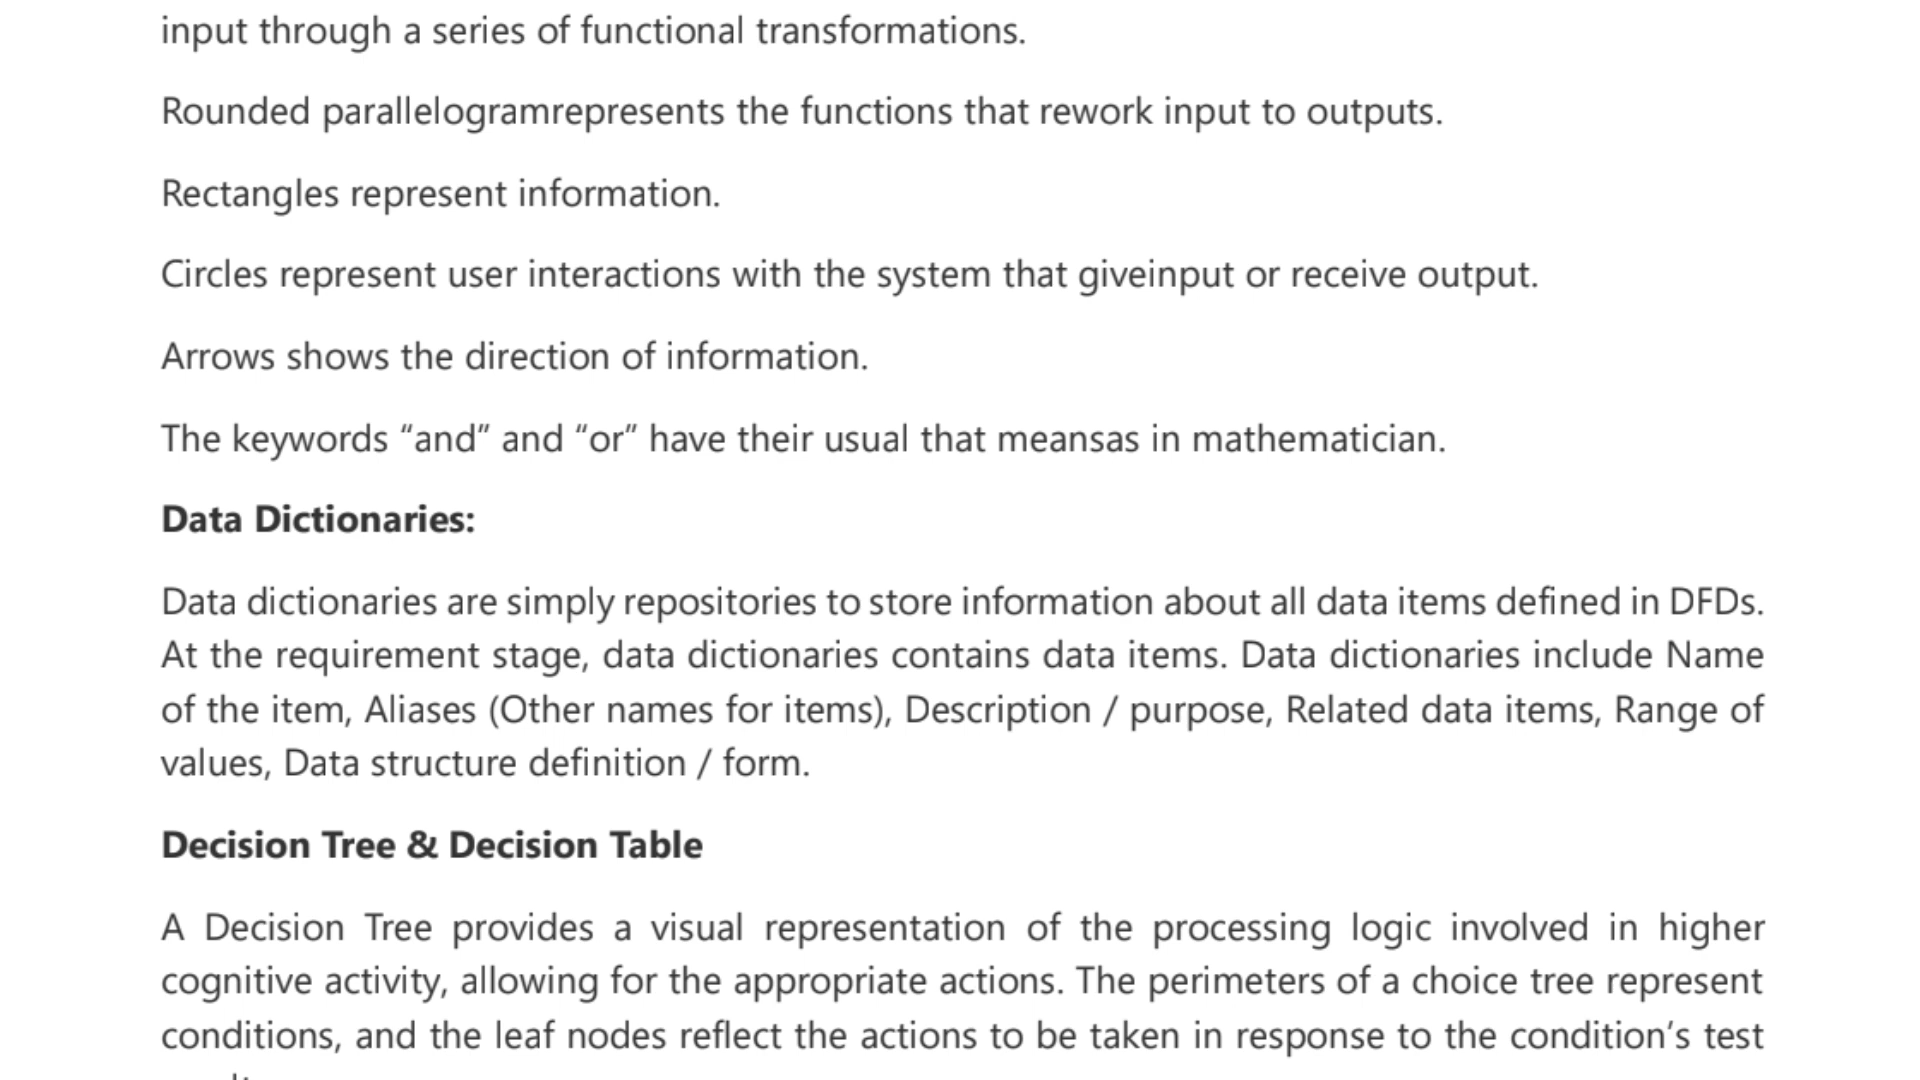 input through a series of functional transformations.
Rounded parallelogramrepresents the functions that rework input to outputs.
Rectangles represent information.
Circles represent user interactions with the system that giveinput or receive output.
Arrows shows the direction of information.
The keywords “and” and “or” have their usual that meansas in mathematician.
Data Dictionaries:
Data dictionaries are simply repositories to store information about all data items defined in DFDs.
At the requirement stage, data dictionaries contains data items. Data dictionaries include Name
of the item, Aliases (Other names for items), Description / purpose, Related data items, Range of
values, Data structure definition / form.
Decision Tree & Decision Table
A Decision Tree provides a visual representation of the processing logic involved in higher
cognitive activity, allowing for the appropriate actions. The perimeters of a choice tree represent
conditions, and the leaf nodes reflect the actions to be taken in response to the condition’s test